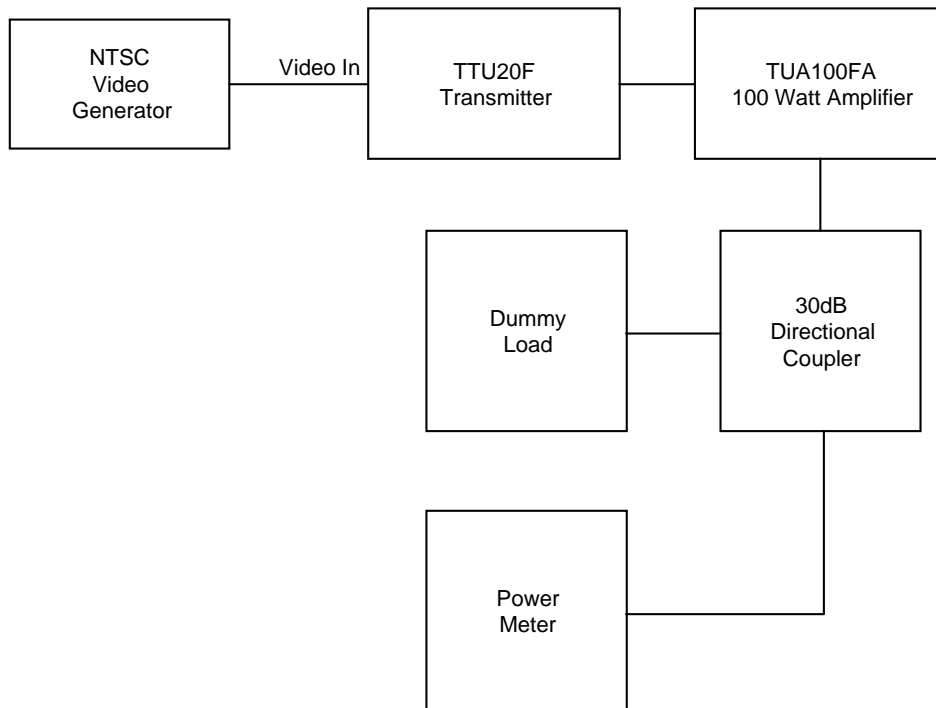 NTSC
Video
Generator
Video In
TTU20F
Transmitter
TUA100FA
100 Watt Amplifier
Dummy
Load
30dB
Directional
Coupler
Power
Meter